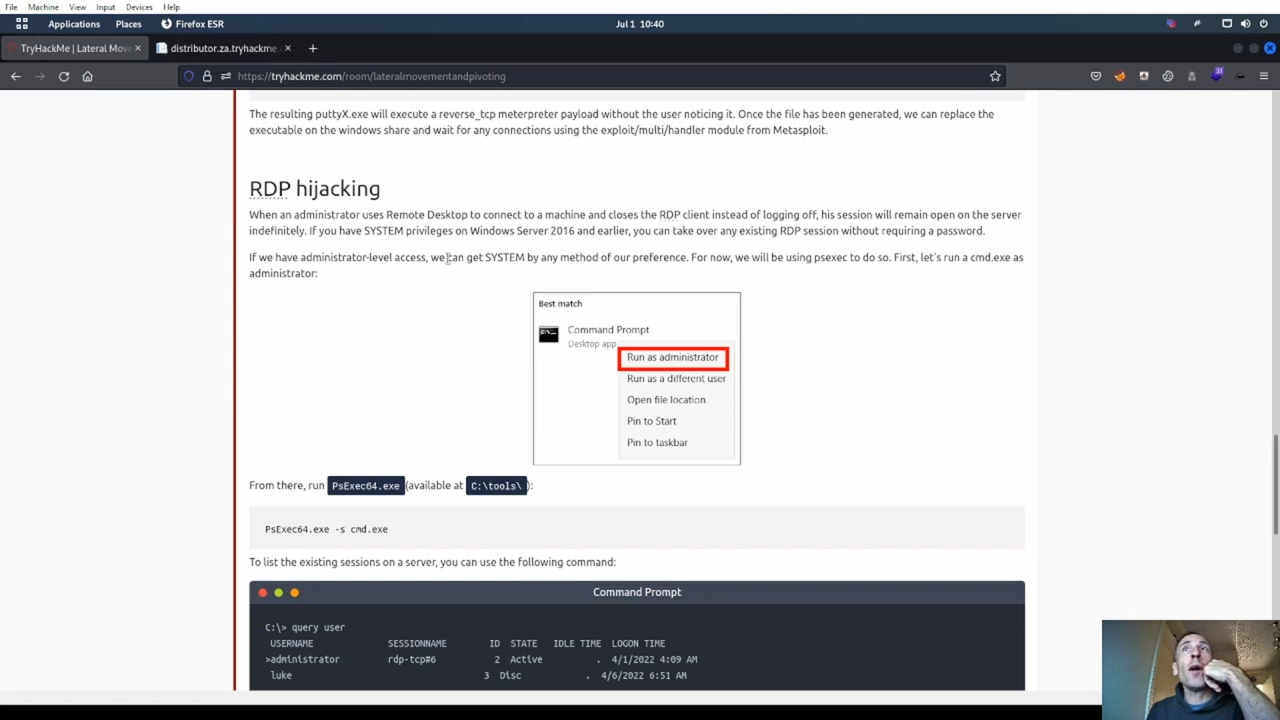 File Machine View Input Devices Help
Applications Places Firefox ESR Jul 1 10:40
TryHackMe | Lateral Move × distributor.za.tryhackme. × +
https://tryhackme.com/room/lateralmovementandpivoting
31
The resulting puttyX.exe will execute a reverse_tcp meterpreter payload without the user noticing it. Once the file has been generated, we can replace the
executable on the windows share and wait for any connections using the exploit/multi/handler module from Metasploit.
RDP hijacking
When an administrator uses Remote Desktop to connect to a machine and closes the RDP client instead of logging off, his session will remain open on the server
indefinitely. If you have SYSTEM privileges on Windows Server 2016 and earlier, you can take over any existing RDP session without requiring a password.
If we have administrator-level access, we can get SYSTEM by any method of our preference. For now, we will be using psexec to do so. First, let's run a cmd.exe as
administrator:
Best match
Command Prompt
Desktop app
Run as administrator
Run as a different user
Open file location
Pin to Start
Pin to taskbar
From there, run PsExec64.exe (available at C:\tools\ ):
PsExec64.exe -s cmd.exe
To list the existing sessions on a server, you can use the following command:
Command Prompt
C:\> query user
USERNAME SESSIONNAME ID STATE IDLE TIME LOGON TIME
>administrator rdp-tcp#6 2 Active . 4/1/2022 4:09 AM
luke 3 Disc . 4/6/2022 6:51 AM